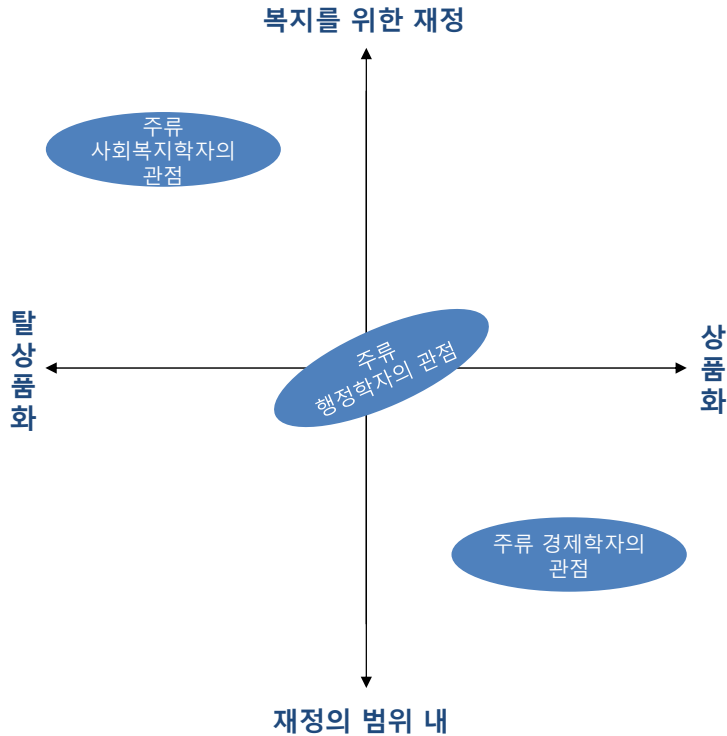 복지를 위한 재정
주류
사회복지학자의
관점
탈
상
품
화
주류
행정학자의 관점
상
품
화
주류 경제학자의
관점
재정의 범위 내